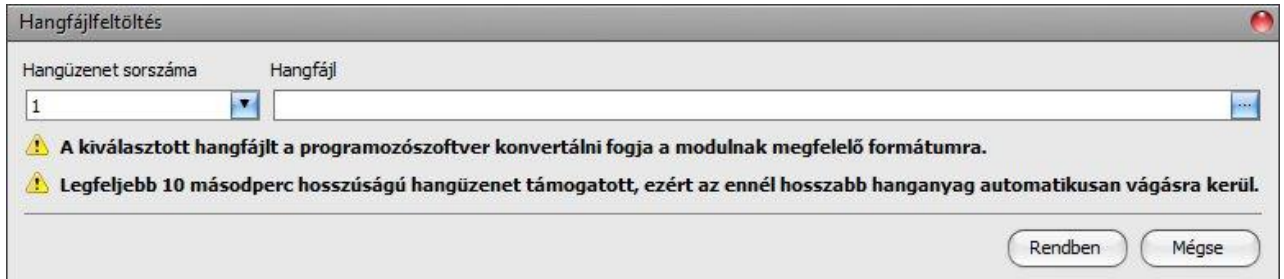 Hangfájlfeltöltés
Hangüzenet sorszáma Hangfájl
1 ...
A kiválasztott hangfájlt a programozószoftver konvertálni fogja a modulnak megfelelő formátumra.
Legfeljebb 10 másodperc hosszúságú hangüzenet támogatott, ezért az ennél hosszabb hanganyag automatikusan vágásra kerül.
Rendben Mégse